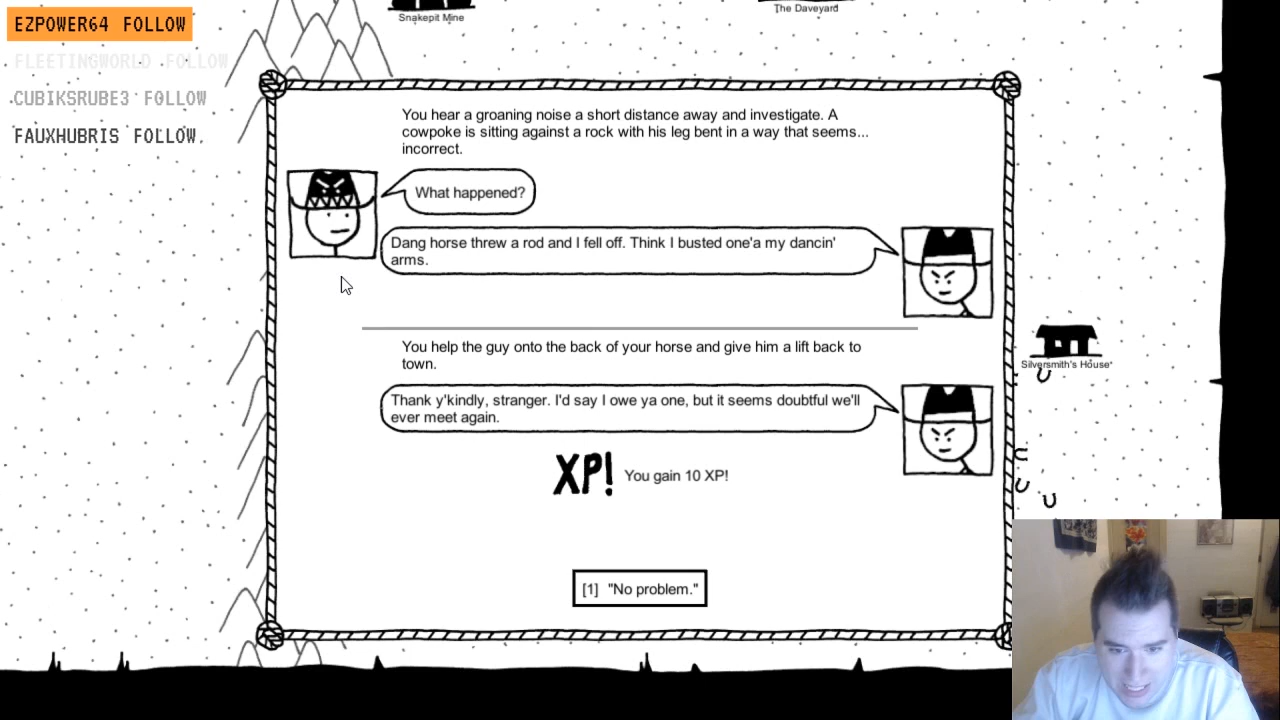 EZPOWER64 FOLLOW
FLEETINGWORLD FOLLOW
CUBIKSRUBE3 FOLLOW
FAUXHUBRIS FOLLOW
Snakepit Mine
The Daveyard
You hear a groaning noise a short distance away and investigate. A
cowpoke is sitting against a rock with his leg bent in a way that seems...
incorrect.
What happened?
Dang horse threw a rod and I fell off. Think I busted one'a my dancin'
arms.
Silversmith's House
You help the guy onto the back of your horse and give him a lift back to
town.
Thank y'kindly, stranger. I'd say I owe ya one, but it seems doubtful we'll
ever meet again.
XP! You gain 10 XP!
[1] "No problem."